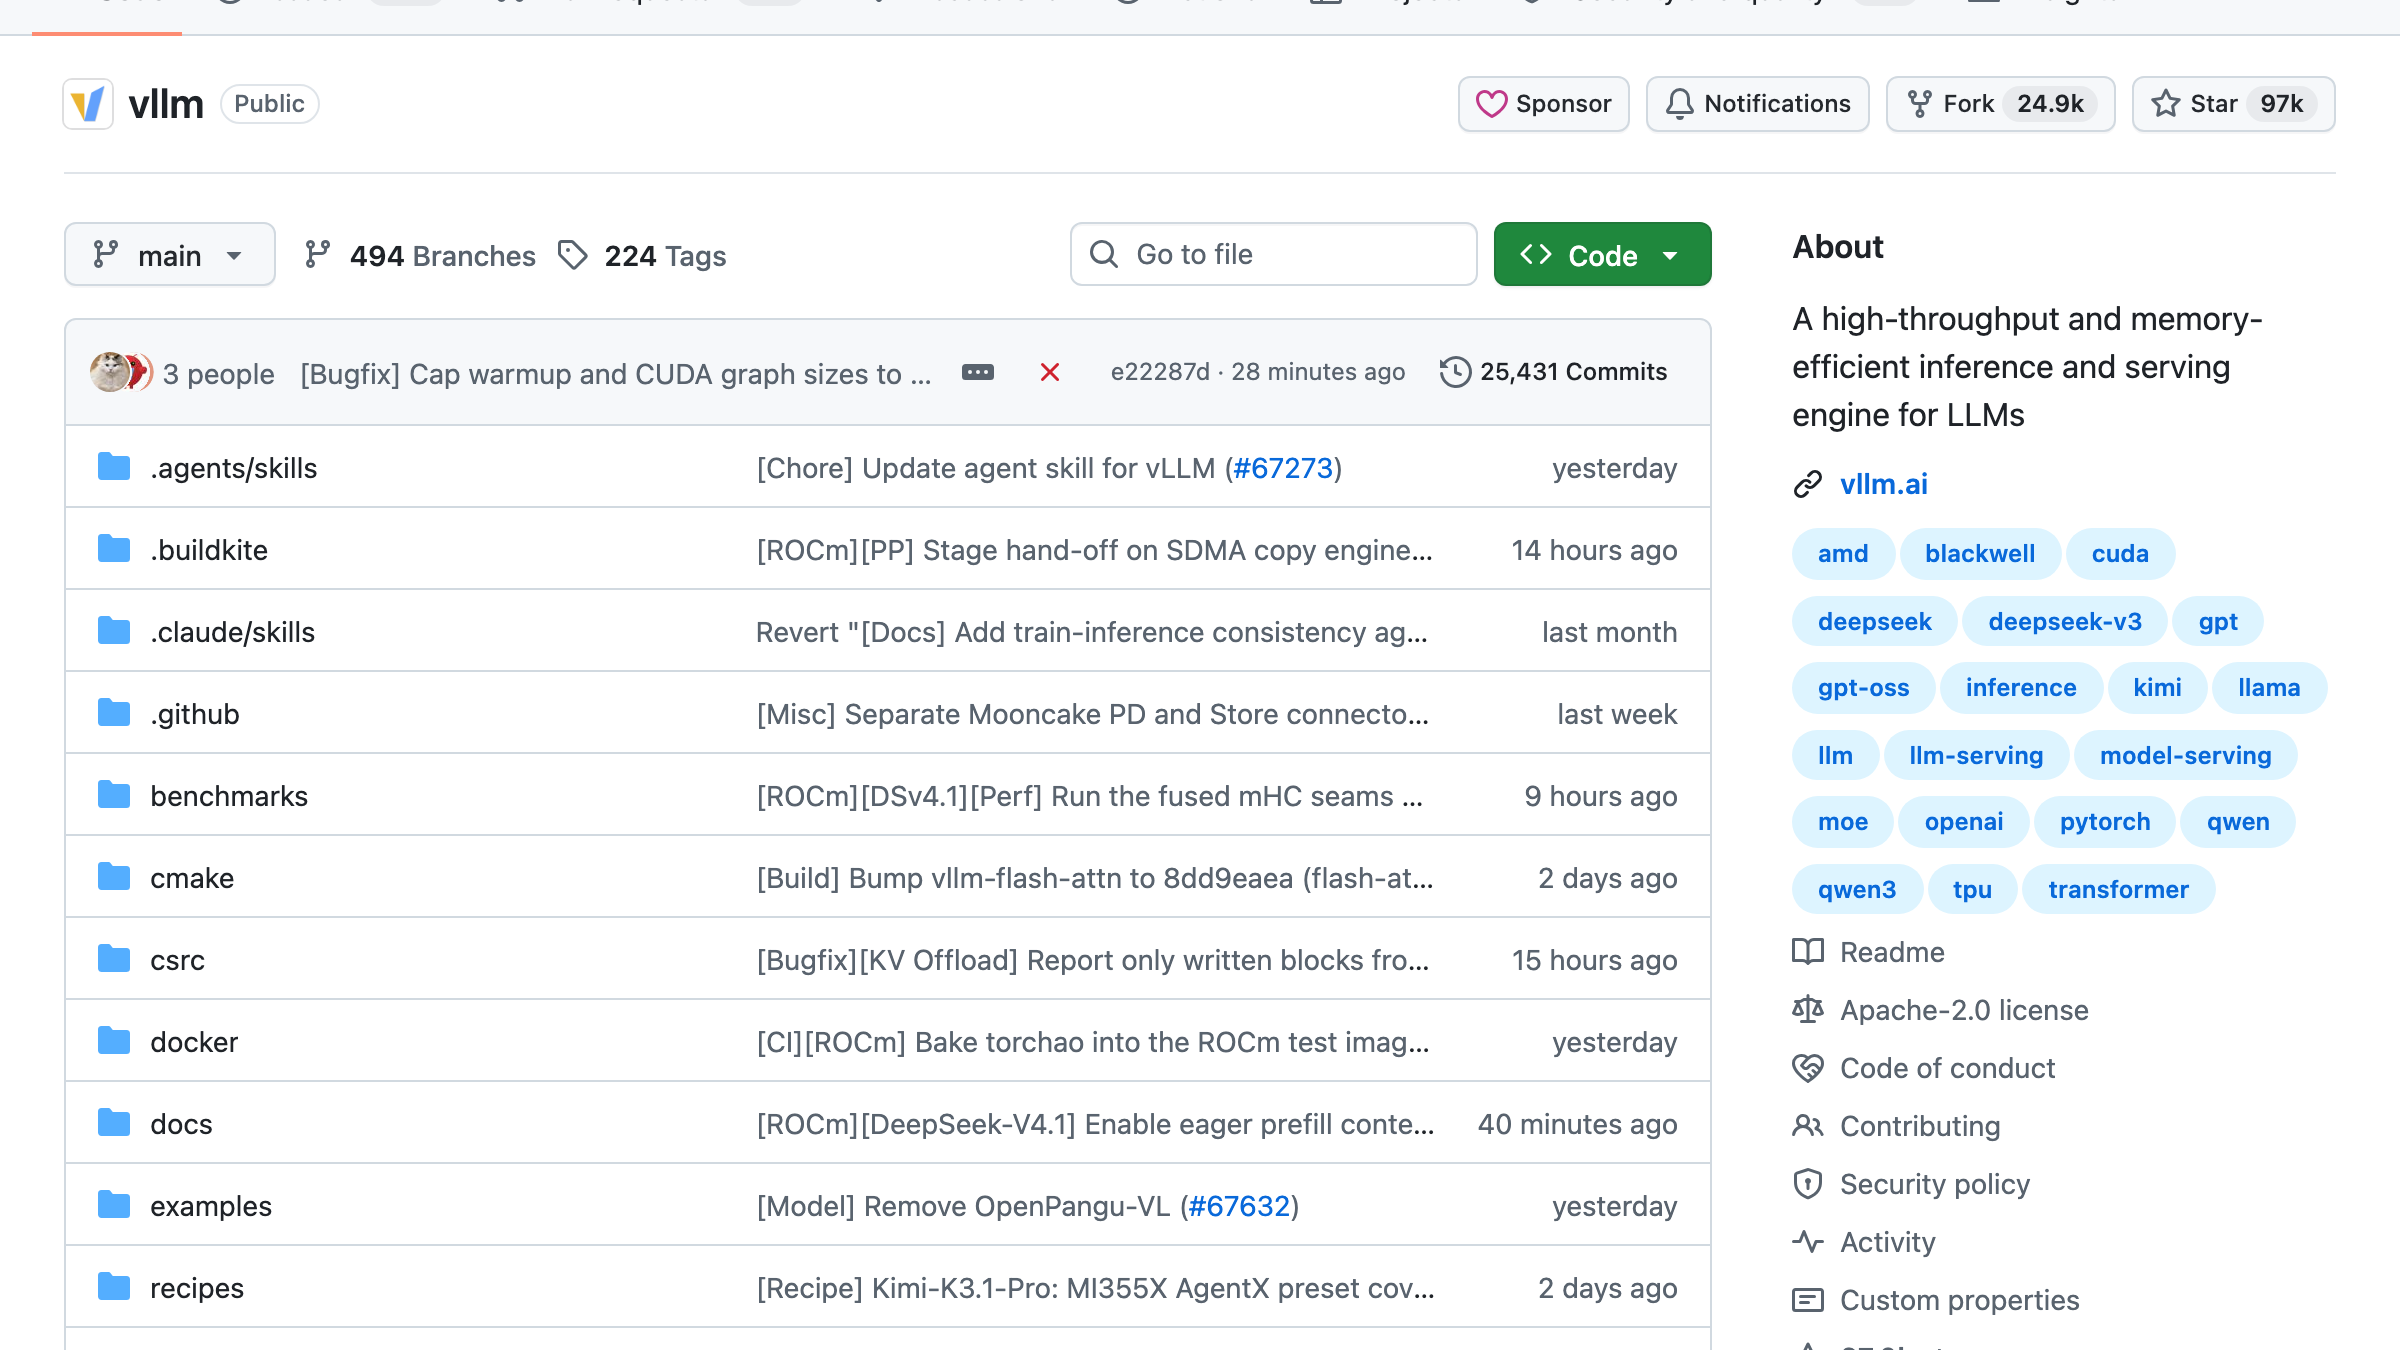 vllm Public
Sponsor Notifications Fork 24.9k Star 97k
main 494 Branches 224 Tags Go to file Code
3 people [Bugfix] Cap warmup and CUDA graph sizes to ... e22287d · 28 minutes ago 25,431 Commits
.agents/skills [Chore] Update agent skill for vLLM (#67273) yesterday
.buildkite [ROCm][PP] Stage hand-off on SDMA copy engine... 14 hours ago
.claude/skills Revert "[Docs] Add train-inference consistency ag... last month
.github [Misc] Separate Mooncake PD and Store connecto... last week
benchmarks [ROCm][DSv4.1][Perf] Run the fused mHC seams ... 9 hours ago
cmake [Build] Bump vllm-flash-attn to 8dd9eaea (flash-at... 2 days ago
csrc [Bugfix][KV Offload] Report only written blocks fro... 15 hours ago
docker [CI][ROCm] Bake torchao into the ROCm test imag... yesterday
docs [ROCm][DeepSeek-V4.1] Enable eager prefill conte... 40 minutes ago
examples [Model] Remove OpenPangu-VL (#67632) yesterday
recipes [Recipe] Kimi-K3.1-Pro: MI355X AgentX preset cov... 2 days ago
About
A high-throughput and memory-
efficient inference and serving
engine for LLMs
vllm.ai
amd blackwell cuda
deepseek deepseek-v3 gpt
gpt-oss inference kimi llama
llm llm-serving model-serving
moe openai pytorch qwen
qwen3 tpu transformer
Readme
Apache-2.0 license
Code of conduct
Contributing
Security policy
Activity
Custom properties